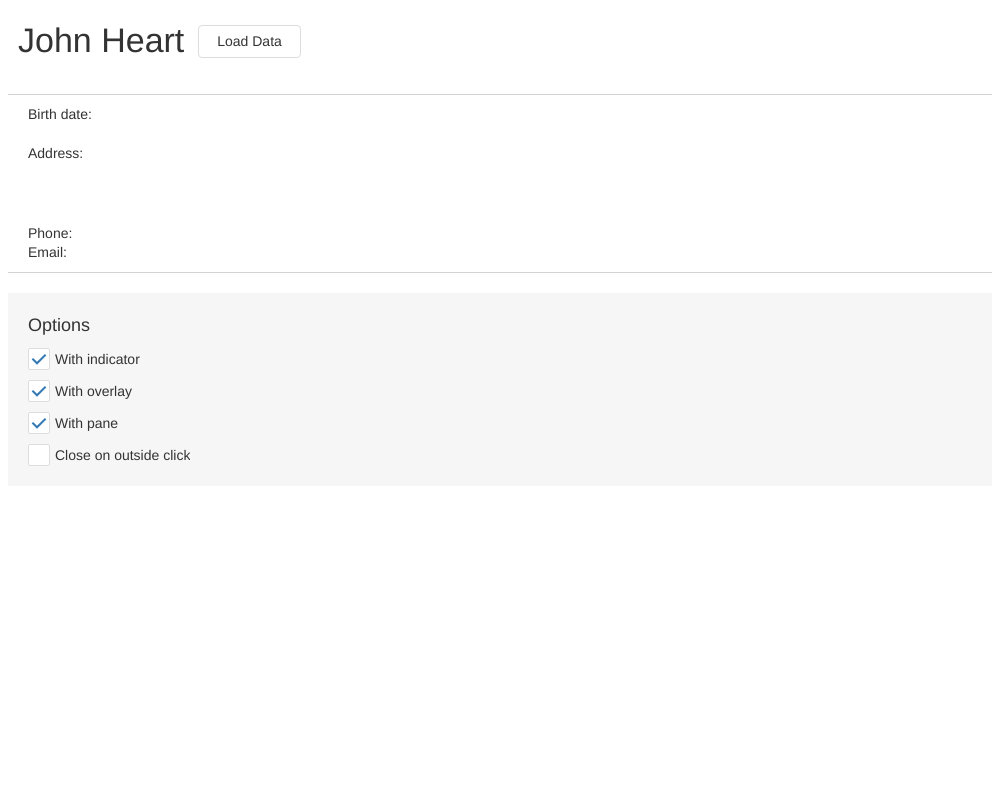 John Heart
Load Data
Birth date:
Address:
Phone:
Email:
Options
With indicator
With overlay
With pane
Close on outside click